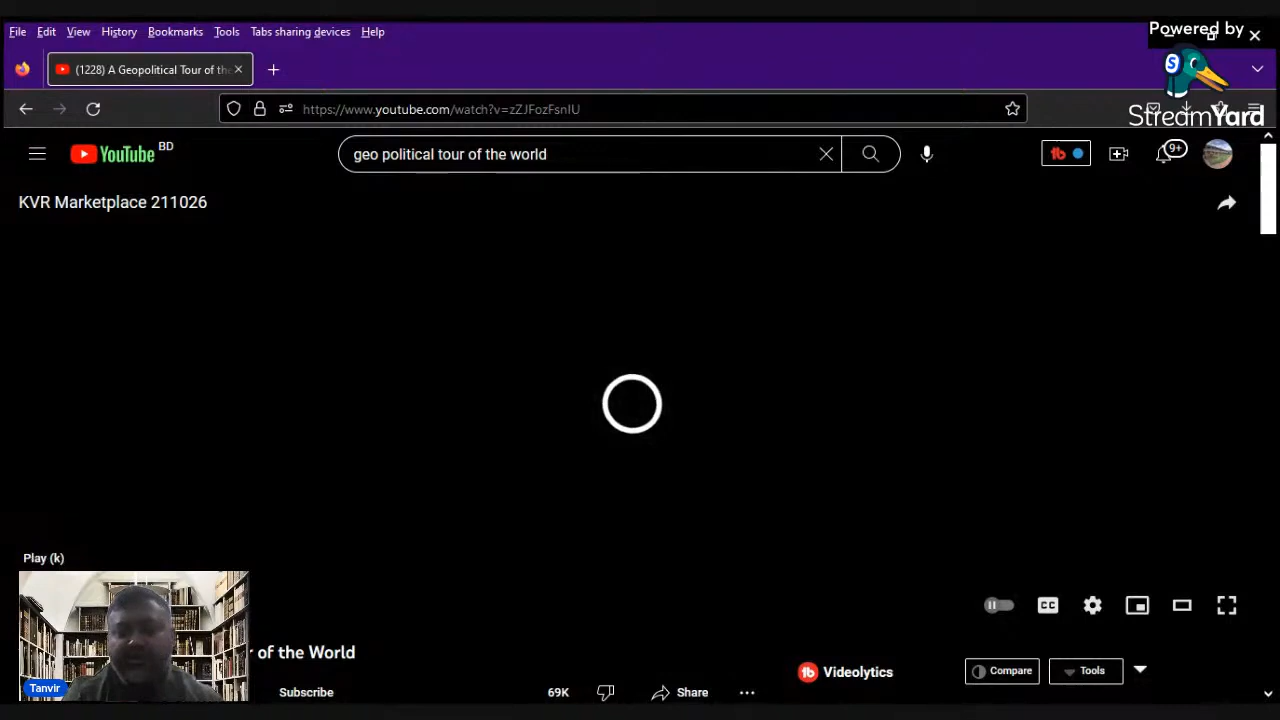 File Edit View History Bookmarks Tools Tabs sharing devices Help
Powered by
(1228) A Geopolitical Tour of the
StreamYard
https://www.youtube.com/watch?v=zZJFozFsnIU
YouTube BD
geo political tour of the world
9+
KVR Marketplace 211026
Play (k)
CC
of the World
Videolytics
Compare
Tools
Tanvir
Subscribe
69K
Share